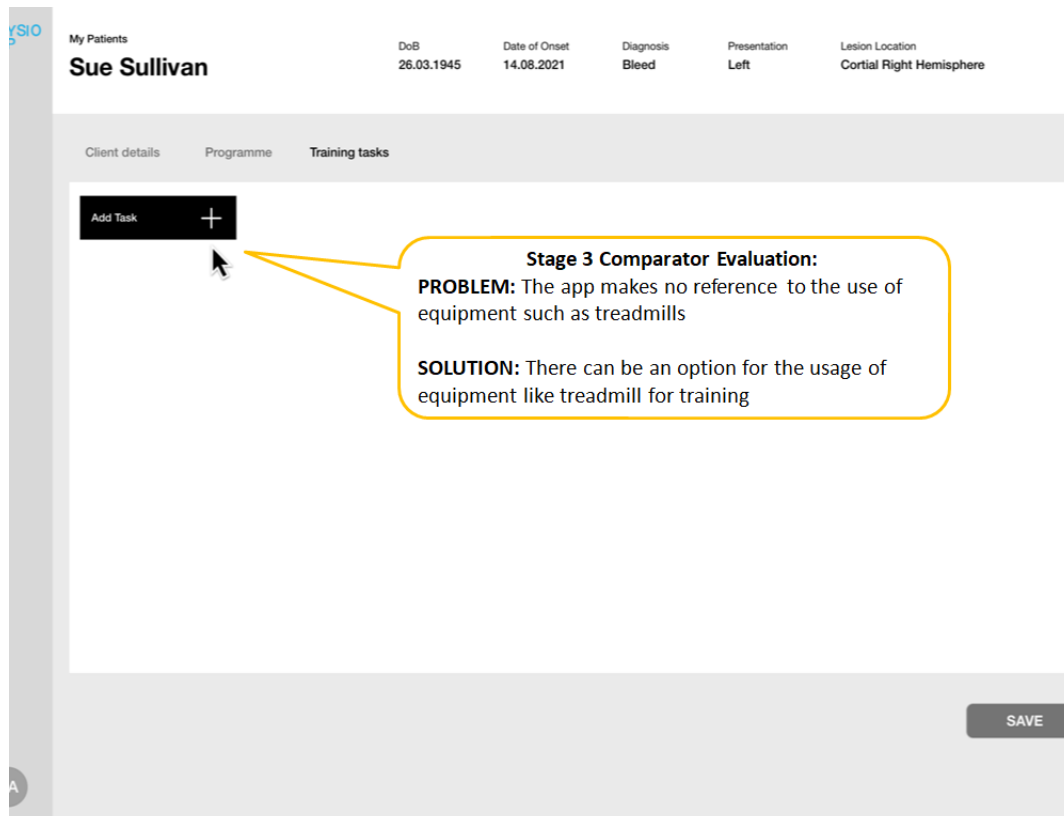 YSIO
My Patients
Sue Sullivan
DoB
26.03.1945
Date of Onset
14.08.2021
Diagnosis
Bleed
Presentation
Left
Lesion Location
Cortial Right Hemisphere
Client details Programme Training tasks
Add Task
Stage 3 Comparator Evaluation:
PROBLEM: The app makes no reference to the use of
equipment such as treadmills
SOLUTION: There can be an option for the usage of
equipment like treadmill for training
SAVE
A